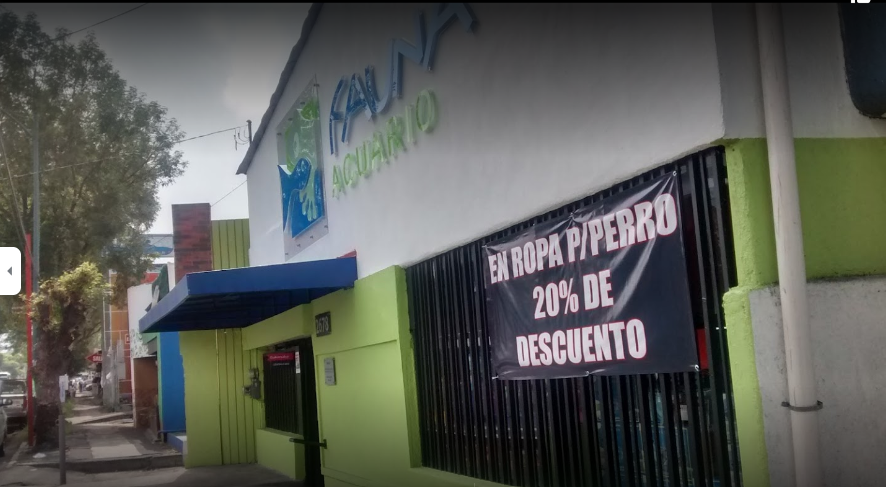 FAUNA
ACUARIO
EN ROPA P/PERRO
20% DE
DESCUENTO